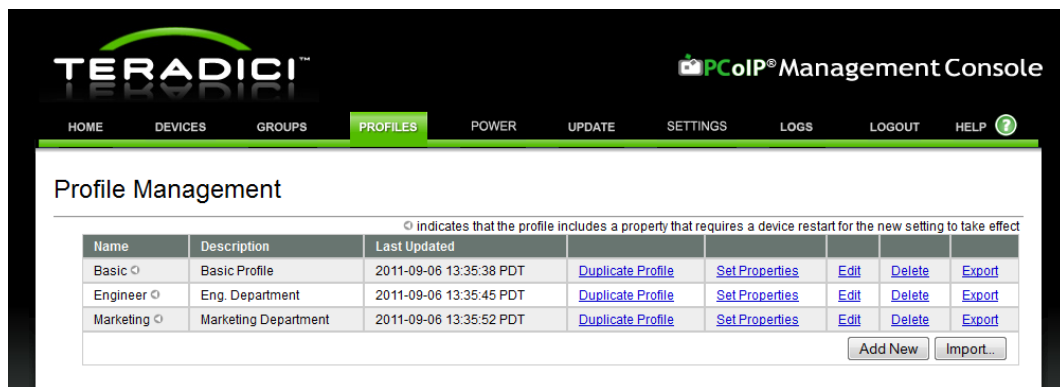 TERADICI™
PCoIP® Management Console
HOME DEVICES GROUPS PROFILES POWER UPDATE SETTINGS LOGS LOGOUT HELP ?
Profile Management
indicates that the profile includes a property that requires a device restart for the new setting to take effect
Name Description Last Updated
Basic Basic Profile 2011-09-06 13:35:38 PDT Duplicate Profile Set Properties Edit Delete Export
Engineer Eng. Department 2011-09-06 13:35:45 PDT Duplicate Profile Set Properties Edit Delete Export
Marketing Marketing Department 2011-09-06 13:35:52 PDT Duplicate Profile Set Properties Edit Delete Export
Add New Import...